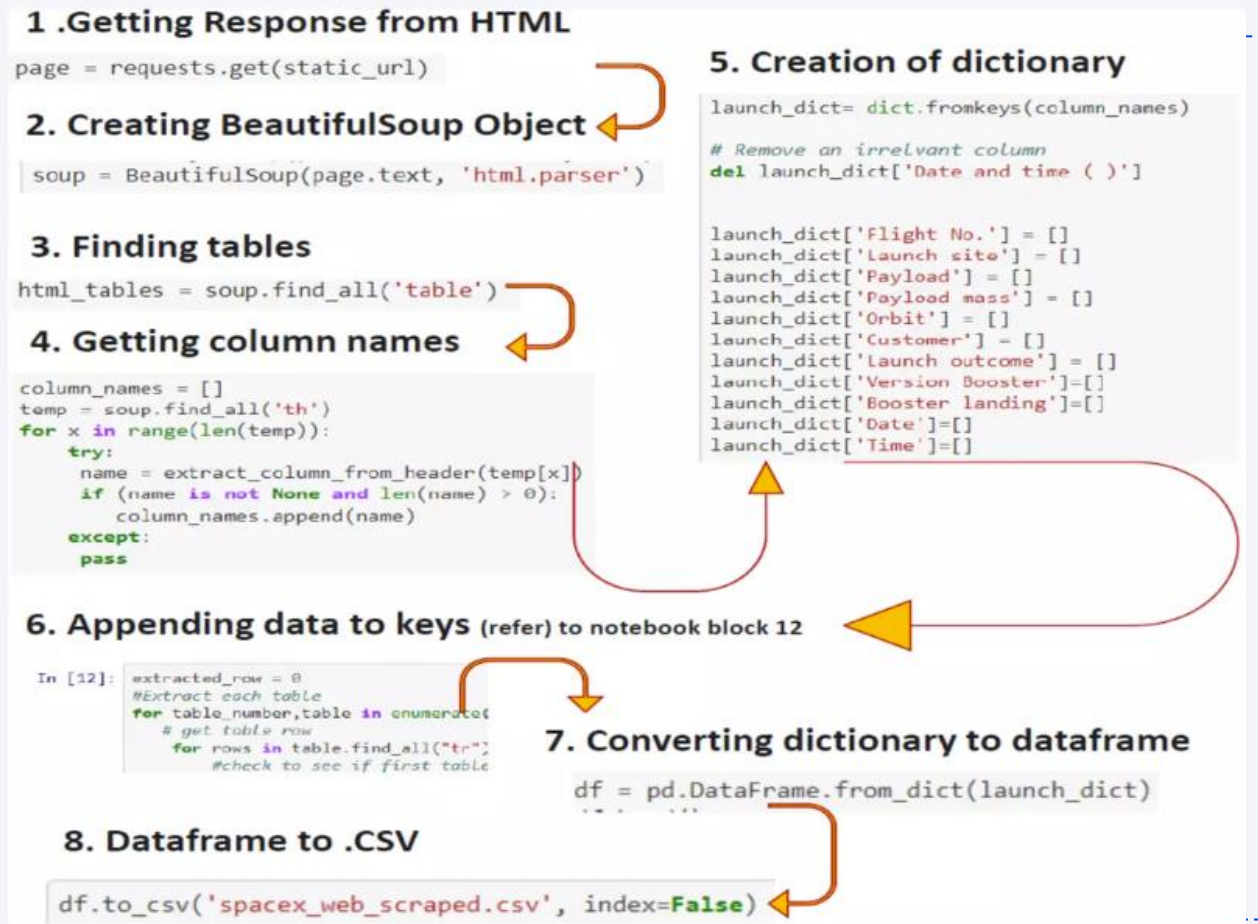 1 .Getting Response from HTML
page = requests.get(static_url)
2. Creating BeautifulSoup Object
soup = BeautifulSoup(page.text, 'html.parser')
3. Finding tables
html_tables = soup.find_all('table')
4. Getting column names
column_names = []
temp = soup.find_all('th')
for x in range(len(temp)):
try:
name = extract_column_from_header(temp[x])
if (name is not None and len(name) > 0):
column_names.append(name)
except:
pass
5. Creation of dictionary
launch_dict= dict.fromkeys(column_names)
# Remove an irrelvant column
del launch_dict['Date and time ( )']
launch_dict['Flight No.'] = []
launch_dict['Launch site'] = []
launch_dict['Payload'] = []
launch_dict['Payload mass'] = []
launch_dict['Orbit'] = []
launch_dict['Customer'] = []
launch_dict['Launch outcome'] = []
launch_dict['Version Booster']=[]
launch_dict['Booster landing']=[]
launch_dict['Date']=[]
launch_dict['Time']=[]
6. Appending data to keys (refer) to notebook block 12
In [12]: extracted_row = 0
#Extract each table
for table_number,table in enumerate(
# get table row
for rows in table.find_all("tr")
#check to see if first table
7. Converting dictionary to dataframe
df = pd.DataFrame.from_dict(launch_dict)
8. Dataframe to .CSV
df.to_csv('spacex_web_scraped.csv', index=False)